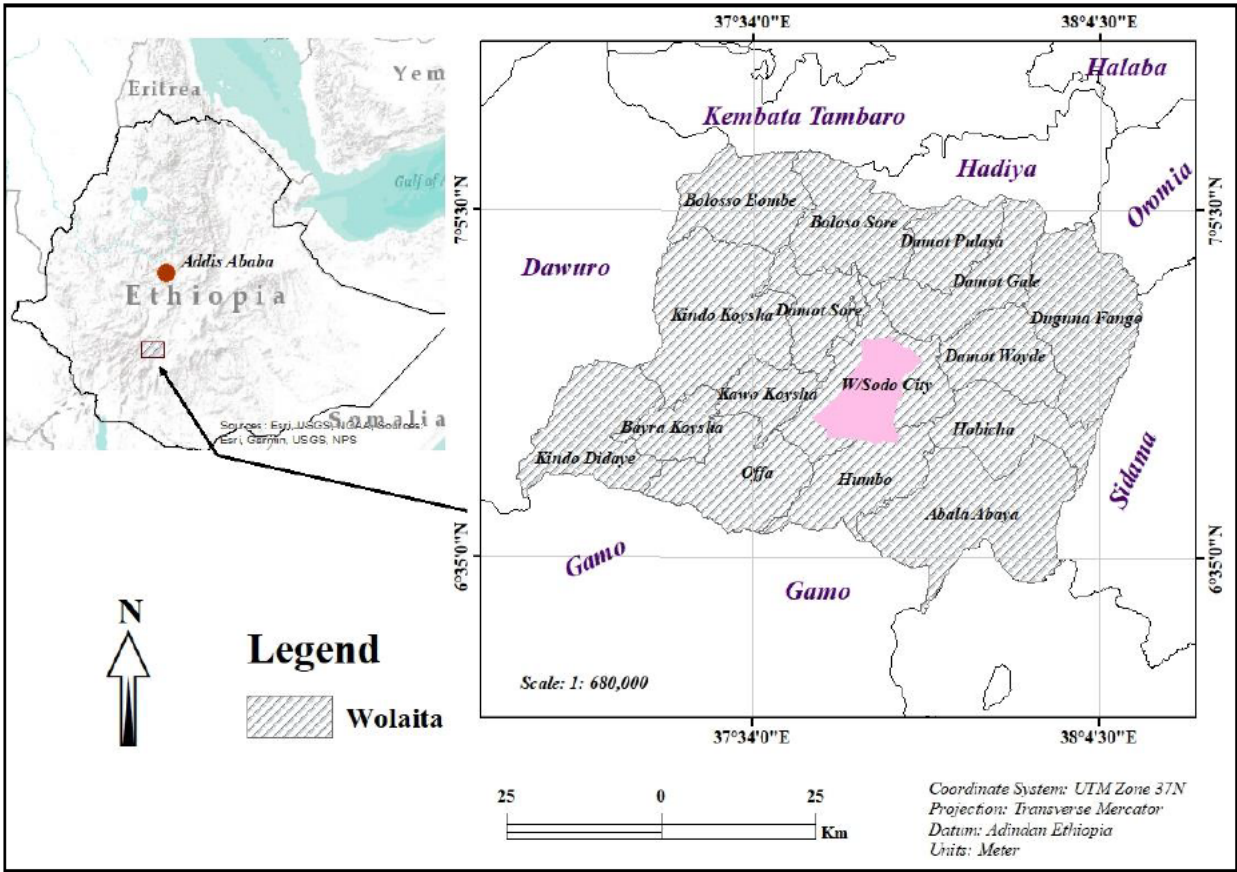 Yem
Eritrea
Gulf of
Addis Ababa
Ethiopia
Somalia
Sources: Esri, USGS, NOAA, Sources:
Esri, Garmin, USGS, NPS
37°34'0"E
38°4'30"E
Halaba
Kembata Tambaro
Hadiya
Oromia
7°5'30"N
7°5'30"N
Bolosso Bombe
Boloso Sore
Damot Pulasa
Dawuro
Damot Gale
Kindo Koysha
Damot Sore
Duguna Fango
Damot Woyde
W/Sodo City
Kawo Koysha
Bayra Koysha
Hobicha
Kindo Didaye
Offa
Humbo
Sidama
Abala Abaya
6°35'0"N
6°35'0"N
Gamo
Gamo
Scale: 1: 680,000
37°34'0"E
38°4'30"E
N
Legend
Wolaita
25
0
25
Km
Coordinate System: UTM Zone 37N
Projection: Transverse Mercator
Datum: Adindan Ethiopia
Units: Meter